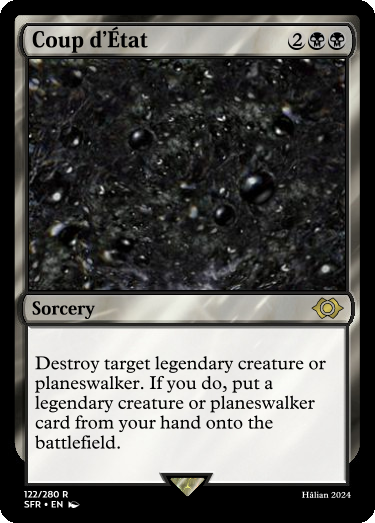 Coup d'État 2
Sorcery
Destroy target legendary creature or
planeswalker. If you do, put a
legendary creature or planeswalker
card from your hand onto the
battlefield.
122/280 R
SFR • EN Hālian 2024